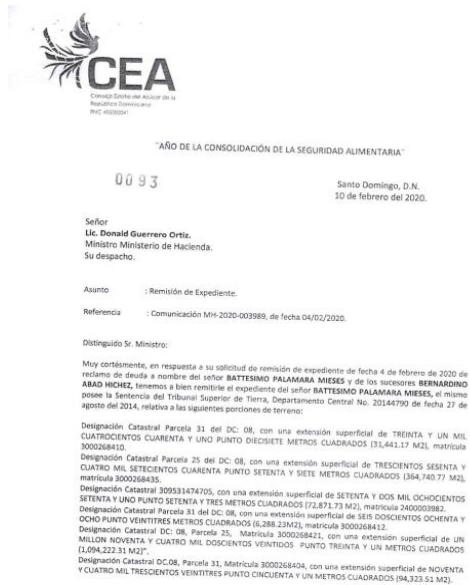 CEA
Consejo Estatal del Azúcar de la
República Dominicana
"AÑO DE LA CONSOLIDACIÓN DE LA SEGURIDAD ALIMENTARIA"
0093
Santo Domingo, D.N.
10 de febrero del 2020.
Señor
Lic. Donald Guerrero Ortiz.
Ministro Ministerio de Hacienda.
Su despacho.
Asunto : Remisión de Expediente.
Referencia : Comunicación MH-2020-003989, de fecha 04/02/2020.
Distinguido Sr. Ministro:
Muy cortésmente, en respuesta a su solicitud de remisión de expediente de fecha 4 de febrero de 2020 de
reclamo de deuda a nombre del señor BATTESIMO PALAMARA MIESES y de los sucesores BERNARDINO
ABAD HICHEZ, tenemos a bien remitirle el expediente del señor BATTESIMO PALAMARA MIESES, el mismo
posee la Sentencia del Tribunal Superior de Tierra, Departamento Central No. 20144790 de fecha 27 de
agosto del 2014, relativa a las siguientes porciones de terreno:
Designación Catastral Parcela 31 del DC: 08, con una extensión superficial de TREINTA Y UN MIL
CUATROCIENTOS CUARENTA Y UNO PUNTO DIECISIETE METROS CUADRADOS (31,441.17 M2), matrícula
3000268410.
Designación Catastral Parcela 25 del DC: 08, con una extensión superficial de TRESCIENTOS SESENTA Y
CUATRO MIL SETECIENTOS CUARENTA PUNTO SETENTA Y SIETE METROS CUADRADOS (364,740.77 M2),
matrícula 3000268435.
Designación Catastral 309531474705, con una extensión superficial de SETENTA Y DOS MIL OCHOCIENTOS
SETENTA Y UNO PUNTO SETENTA Y TRES METROS CUADRADOS (72,871.73 M2), matricula 2400003982.
Designación Catastral Parcela 31 del DC: 08, con una extensión superficial de SEIS DOSCIENTOS OCHENTA Y
OCHO PUNTO VEINTITRES METROS CUADRADOS (6,288.23M2), matrícula 3000268412.
Designación Catastral DC: 08, Parcela 25, Matrícula 3000268421, con una extensión superficial de UN
MILLON NOVENTA Y CUATRO MIL DOSCIENTOS VEINTIDOS PUNTO TREINTA Y UN METROS CUADRADOS
(1,094,222.31 M2)".
Designación Catastral DC.08, Parcela 31, Matrícula 3000268404, con una extensión superficial de NOVENTA
Y CUATRO MIL TRESCIENTOS VEINTITRES PUNTO CINCUENTA Y UN METROS CUADRADOS (94,323.51 M2).